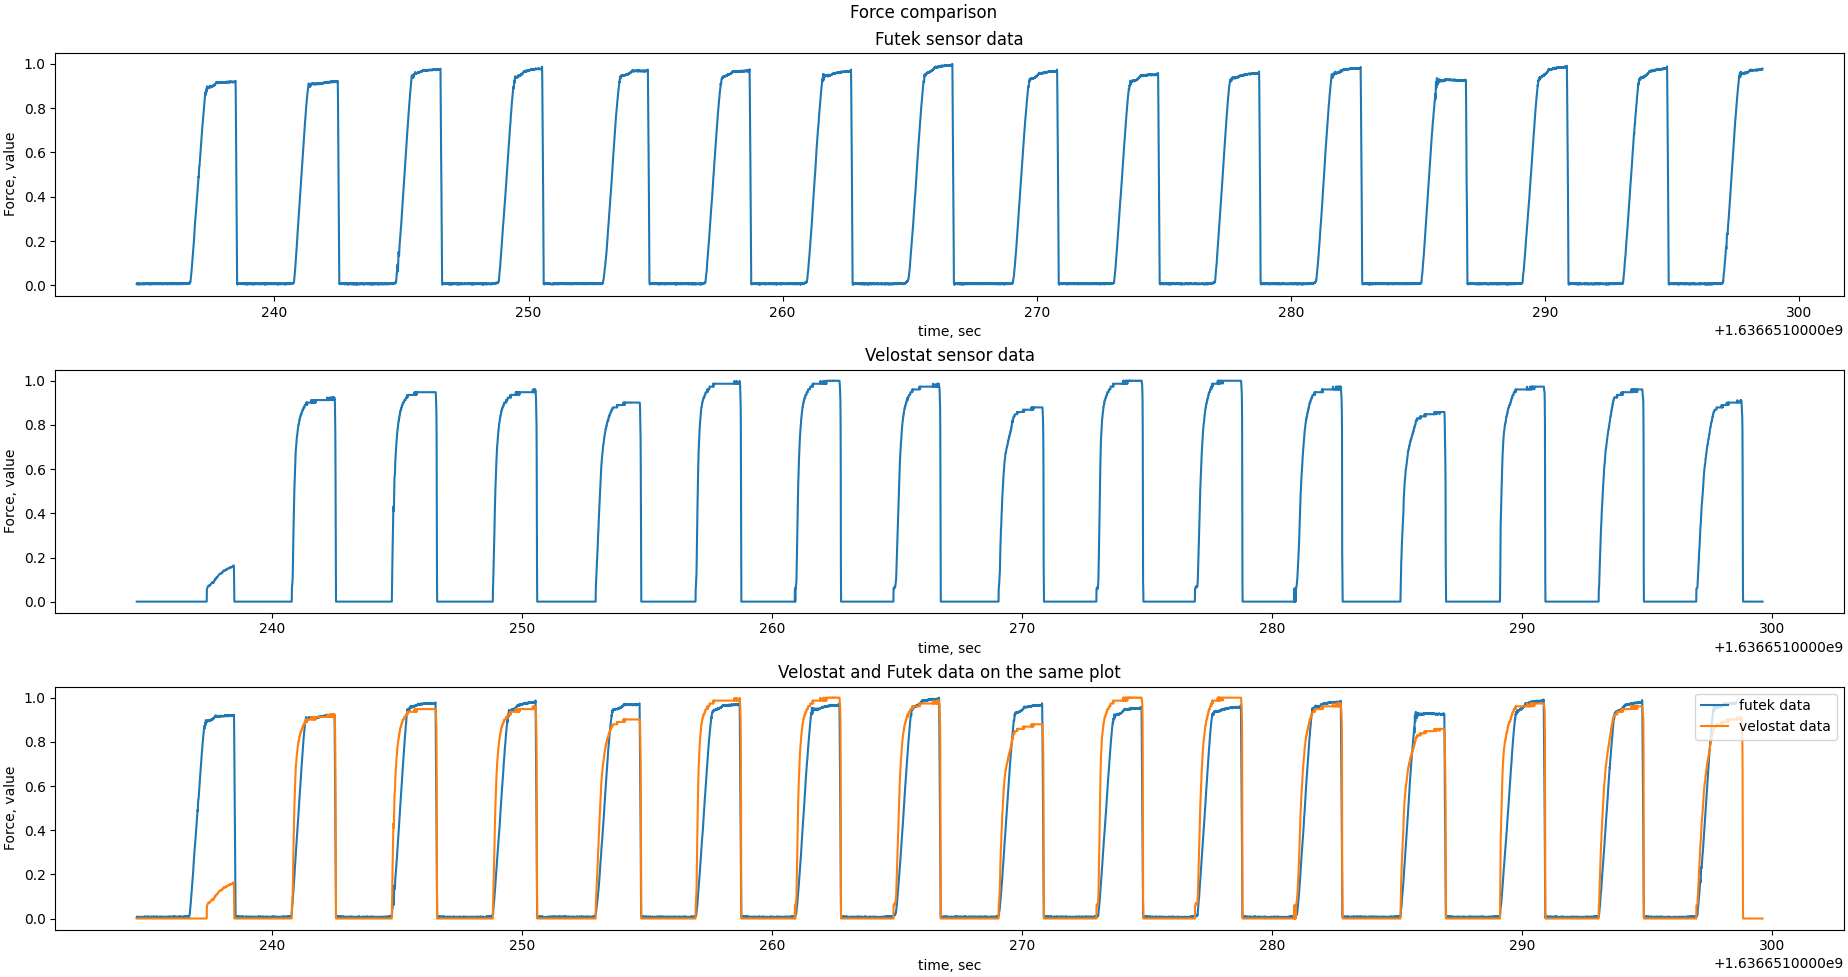 Force comparison
Futek sensor data
Force, value
1.0
0.8
0.6
0.4
0.2
0.0
240 250 260 270 280 290 300
time, sec
+1.6366510000e9
Velostat sensor data
Force, value
1.0
0.8
0.6
0.4
0.2
0.0
240 250 260 270 280 290 300
time, sec
+1.6366510000e9
Velostat and Futek data on the same plot
Force, value
1.0
0.8
0.6
0.4
0.2
0.0
futek data
velostat data
240 250 260 270 280 290 300
time, sec
+1.6366510000e9